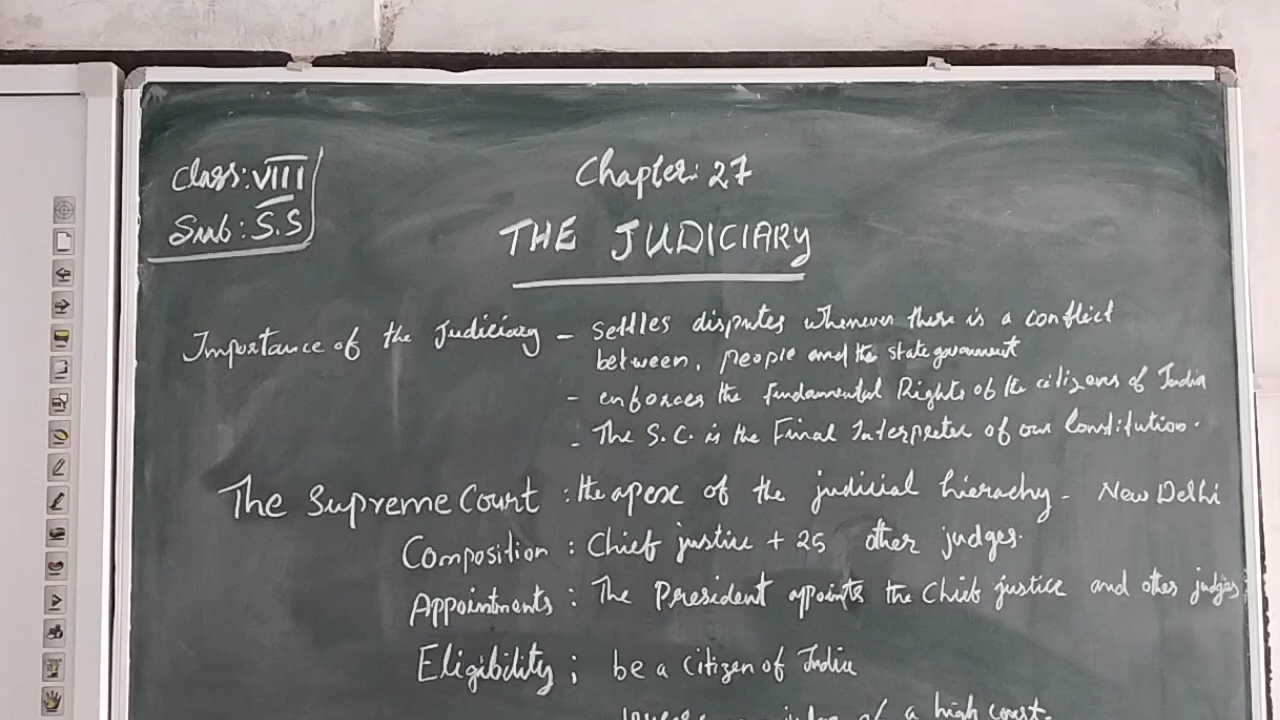 Class: VIII
Sub: S.S
Chapter: 27
THE JUDICIARY
Importance of the Judiciary - Settles disputes whenever there is a conflict
between, people and the state government
- enforces the Fundamental Rights of the citizens of India
- The S.C. is the Final Interpreter of our Constitution.
The Supreme Court : the apex of the judicial hierachy - New Delhi
Composition : Chief justice + 25 other judges.
Appointments : The President appoints the Chief justice and other judges
Eligibility ; be a citizen of India
of a high court.